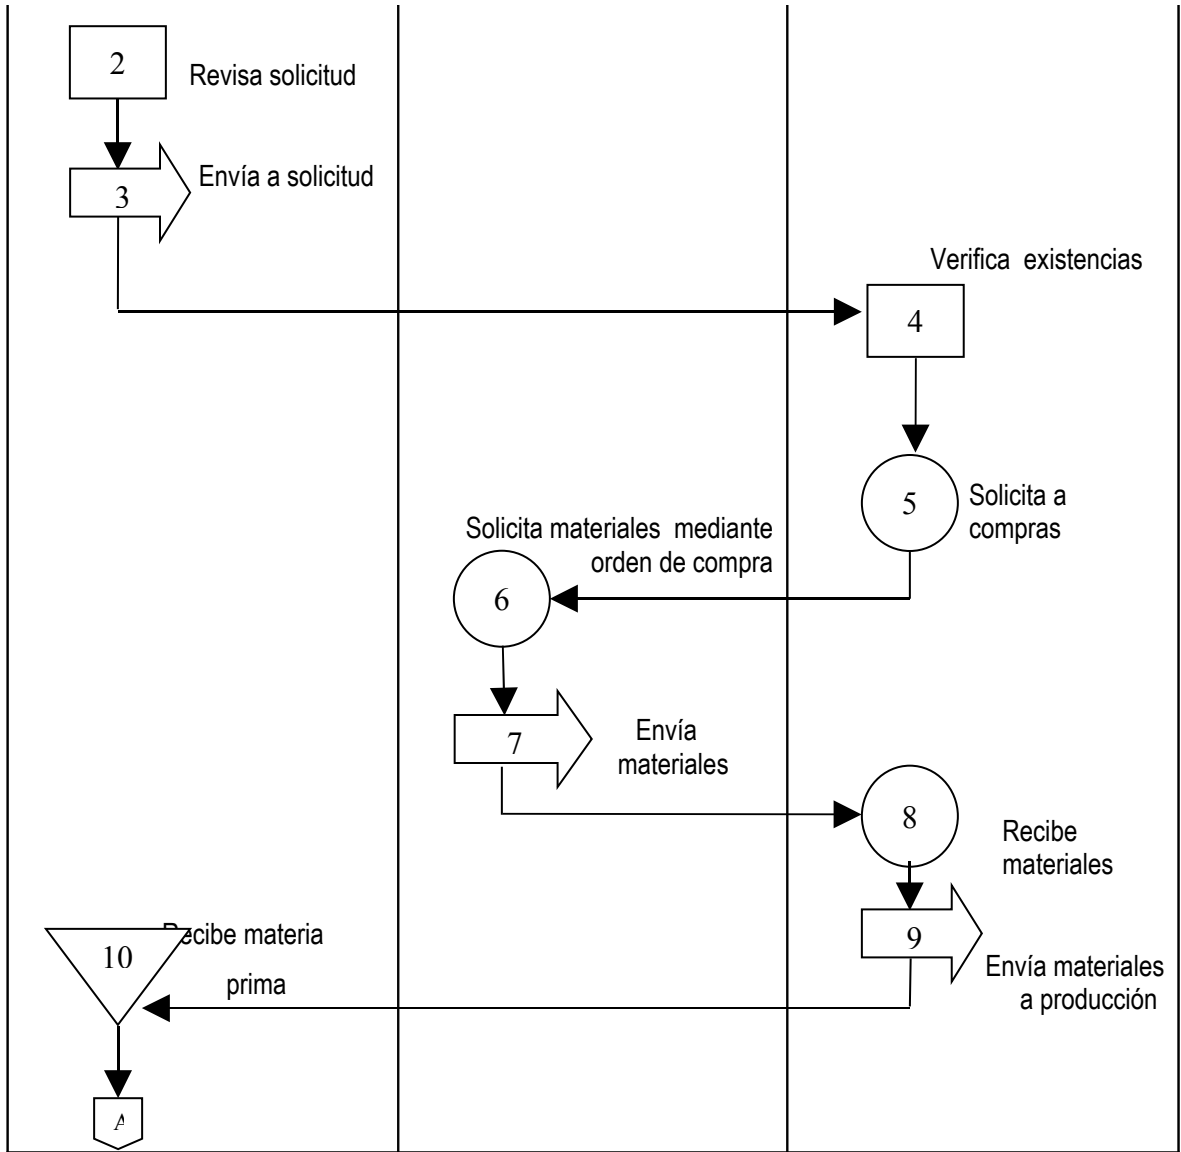 2
Revisa solicitud
3
Envía a solicitud
Verifica existencias
4
5
Solicita a
compras
Solicita materiales mediante
orden de compra
6
7
Envía
materiales
8
Recibe
materiales
9
Envía materiales
a producción
10
Recibe materia
prima
A